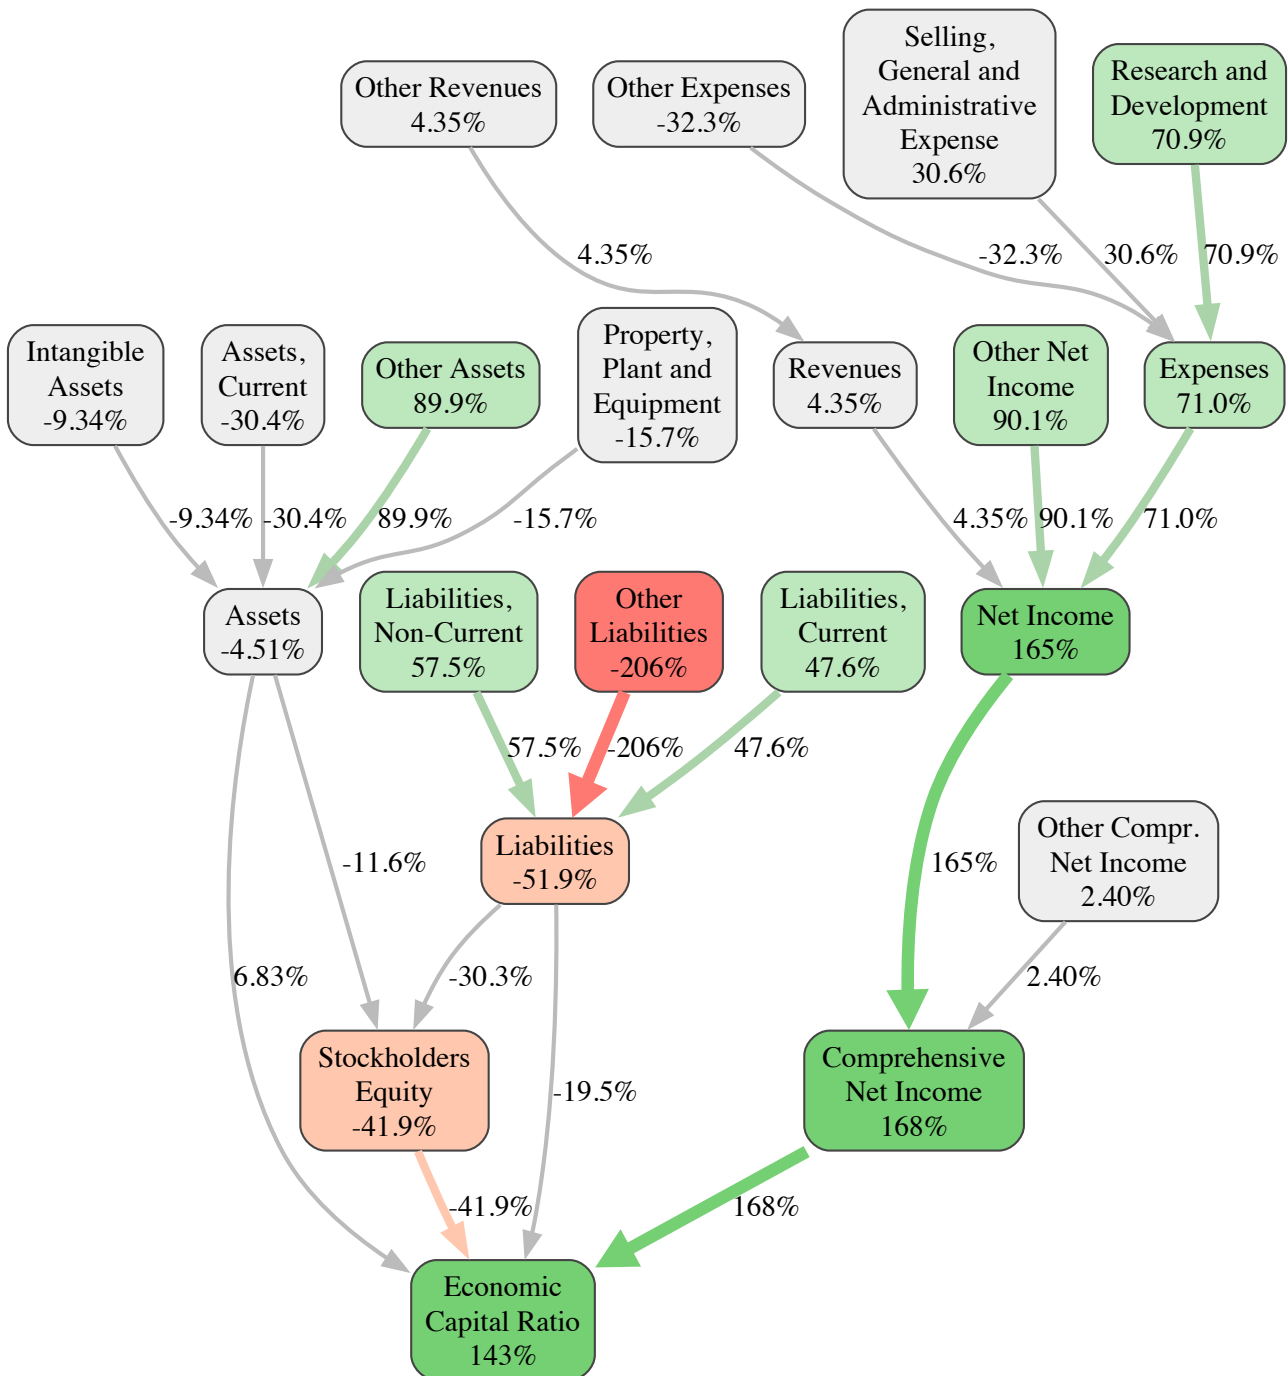 Selling,
General and
Administrative
Expense
30.6%
Other Revenues
4.35%
Other Expenses
-32.3%
Research and
Development
70.9%
4.35%
-32.3%
30.6%
70.9%
Intangible
Assets
-9.34%
Assets,
Current
-30.4%
Other Assets
89.9%
Property,
Plant and
Equipment
-15.7%
Revenues
4.35%
Other Net
Income
90.1%
Expenses
71.0%
-9.34%
-30.4%
89.9%
-15.7%
4.35%
90.1%
71.0%
Assets
-4.51%
Liabilities,
Non-Current
57.5%
Other
Liabilities
-206%
Liabilities,
Current
47.6%
Net Income
165%
57.5%
-206%
47.6%
Liabilities
-51.9%
Other Compr.
Net Income
2.40%
-11.6%
165%
6.83%
-30.3%
2.40%
Stockholders
Equity
-41.9%
-19.5%
Comprehensive
Net Income
168%
-41.9%
168%
Economic
Capital Ratio
143%